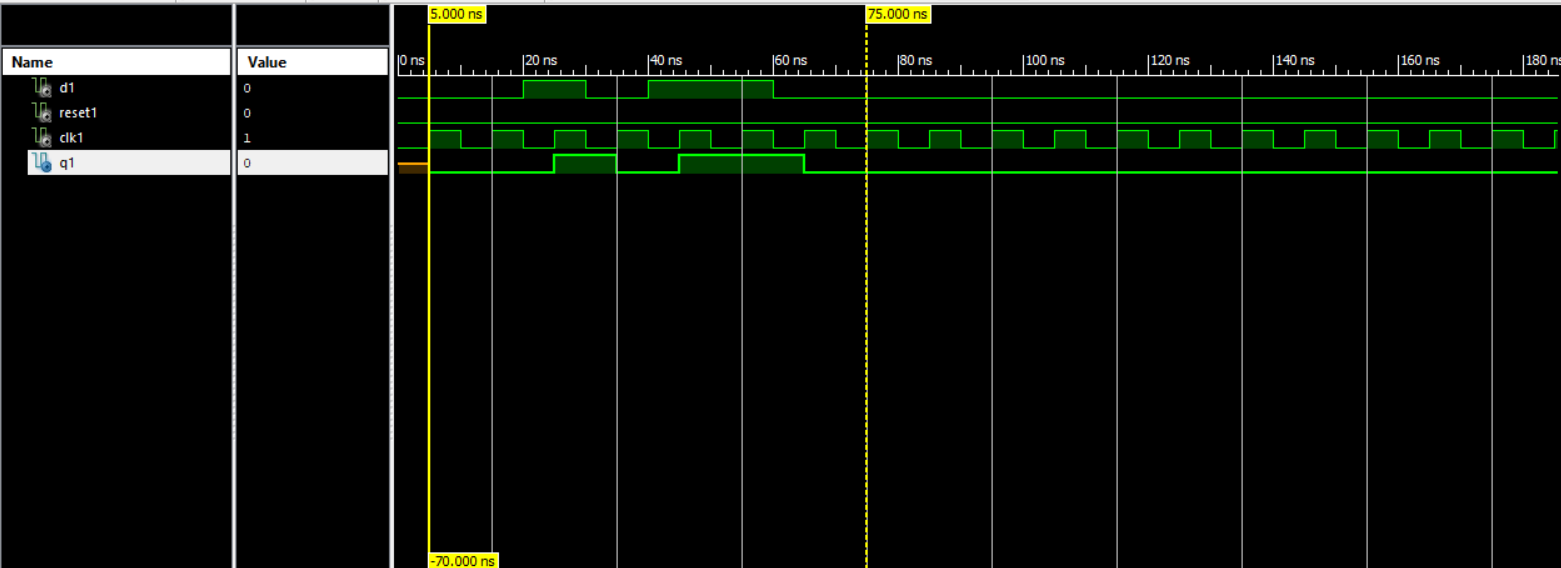 5.000 ns 75.000 ns
Name Value
0 ns 20 ns 40 ns 60 ns 80 ns 100 ns 120 ns 140 ns 160 ns 180 ns
d1 0
reset1 0
clk1 1
q1 0
-70.000 ns